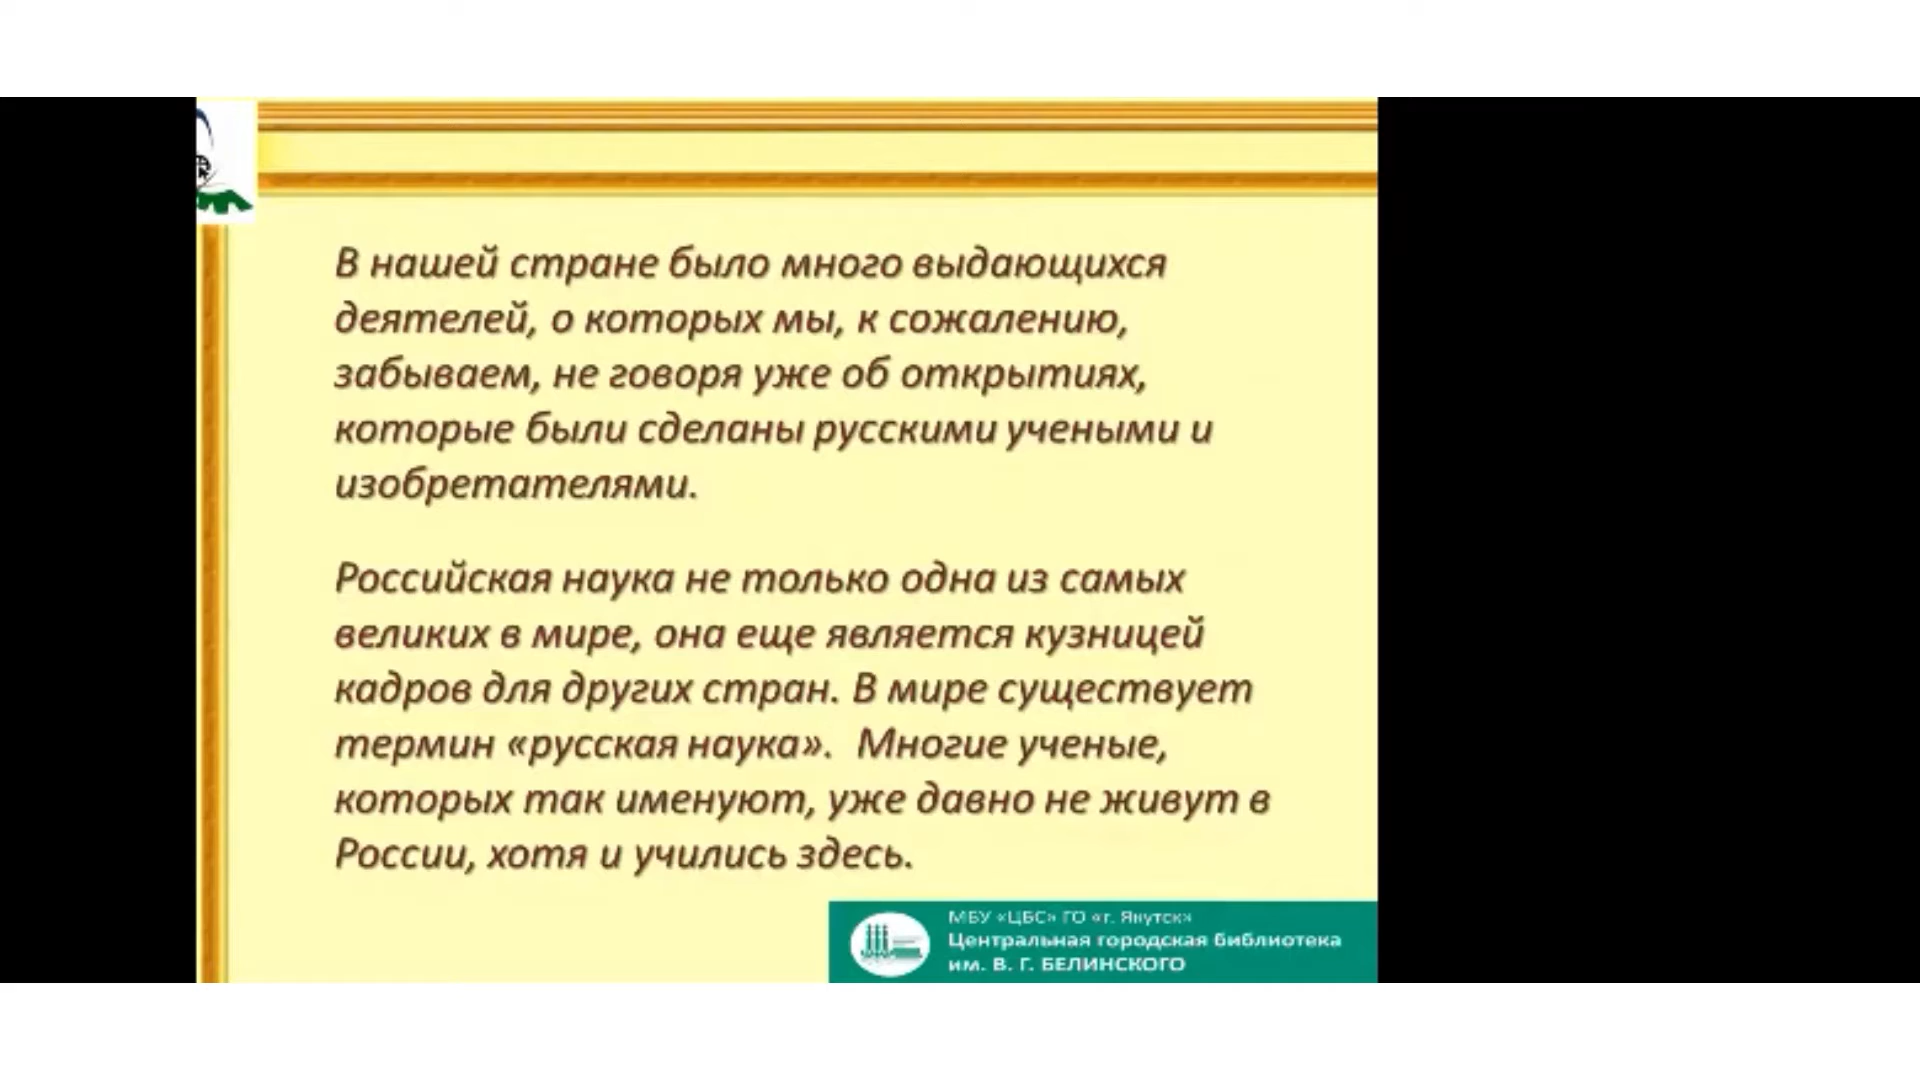 В нашей стране было много выдающихся
деятелей, о которых мы, к сожалению,
забываем, не говоря уже об открытиях,
которые были сделаны русскими учеными и
изобретателями.
Российская наука не только одна из самых
великих в мире, она еще является кузницей
кадров для других стран. В мире существует
термин «русская наука». Многие ученые,
которых так именуют, уже давно не живут в
России, хотя и учились здесь.
МБУ «ЦБС» ГО «г. Якутск»
Центральная городская библиотека
им. В. Г. БЕЛИНСКОГО